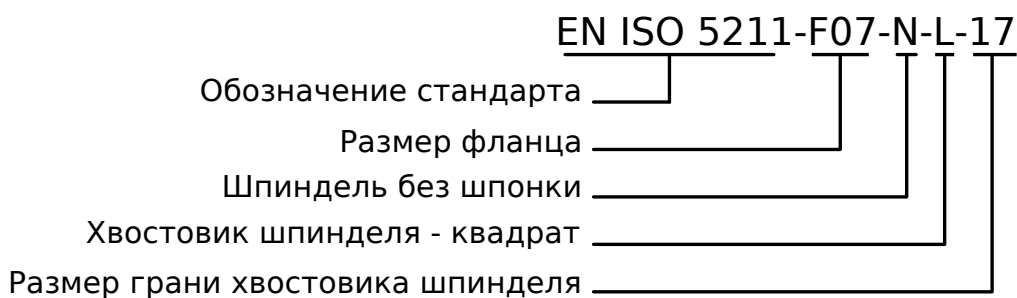 EN ISO 5211-F07-N-L-17
Обозначение стандарта
Размер фланца
Шпиндель без шпонки
Хвостовик шпинделя - квадрат
Размер грани хвостовика шпинделя